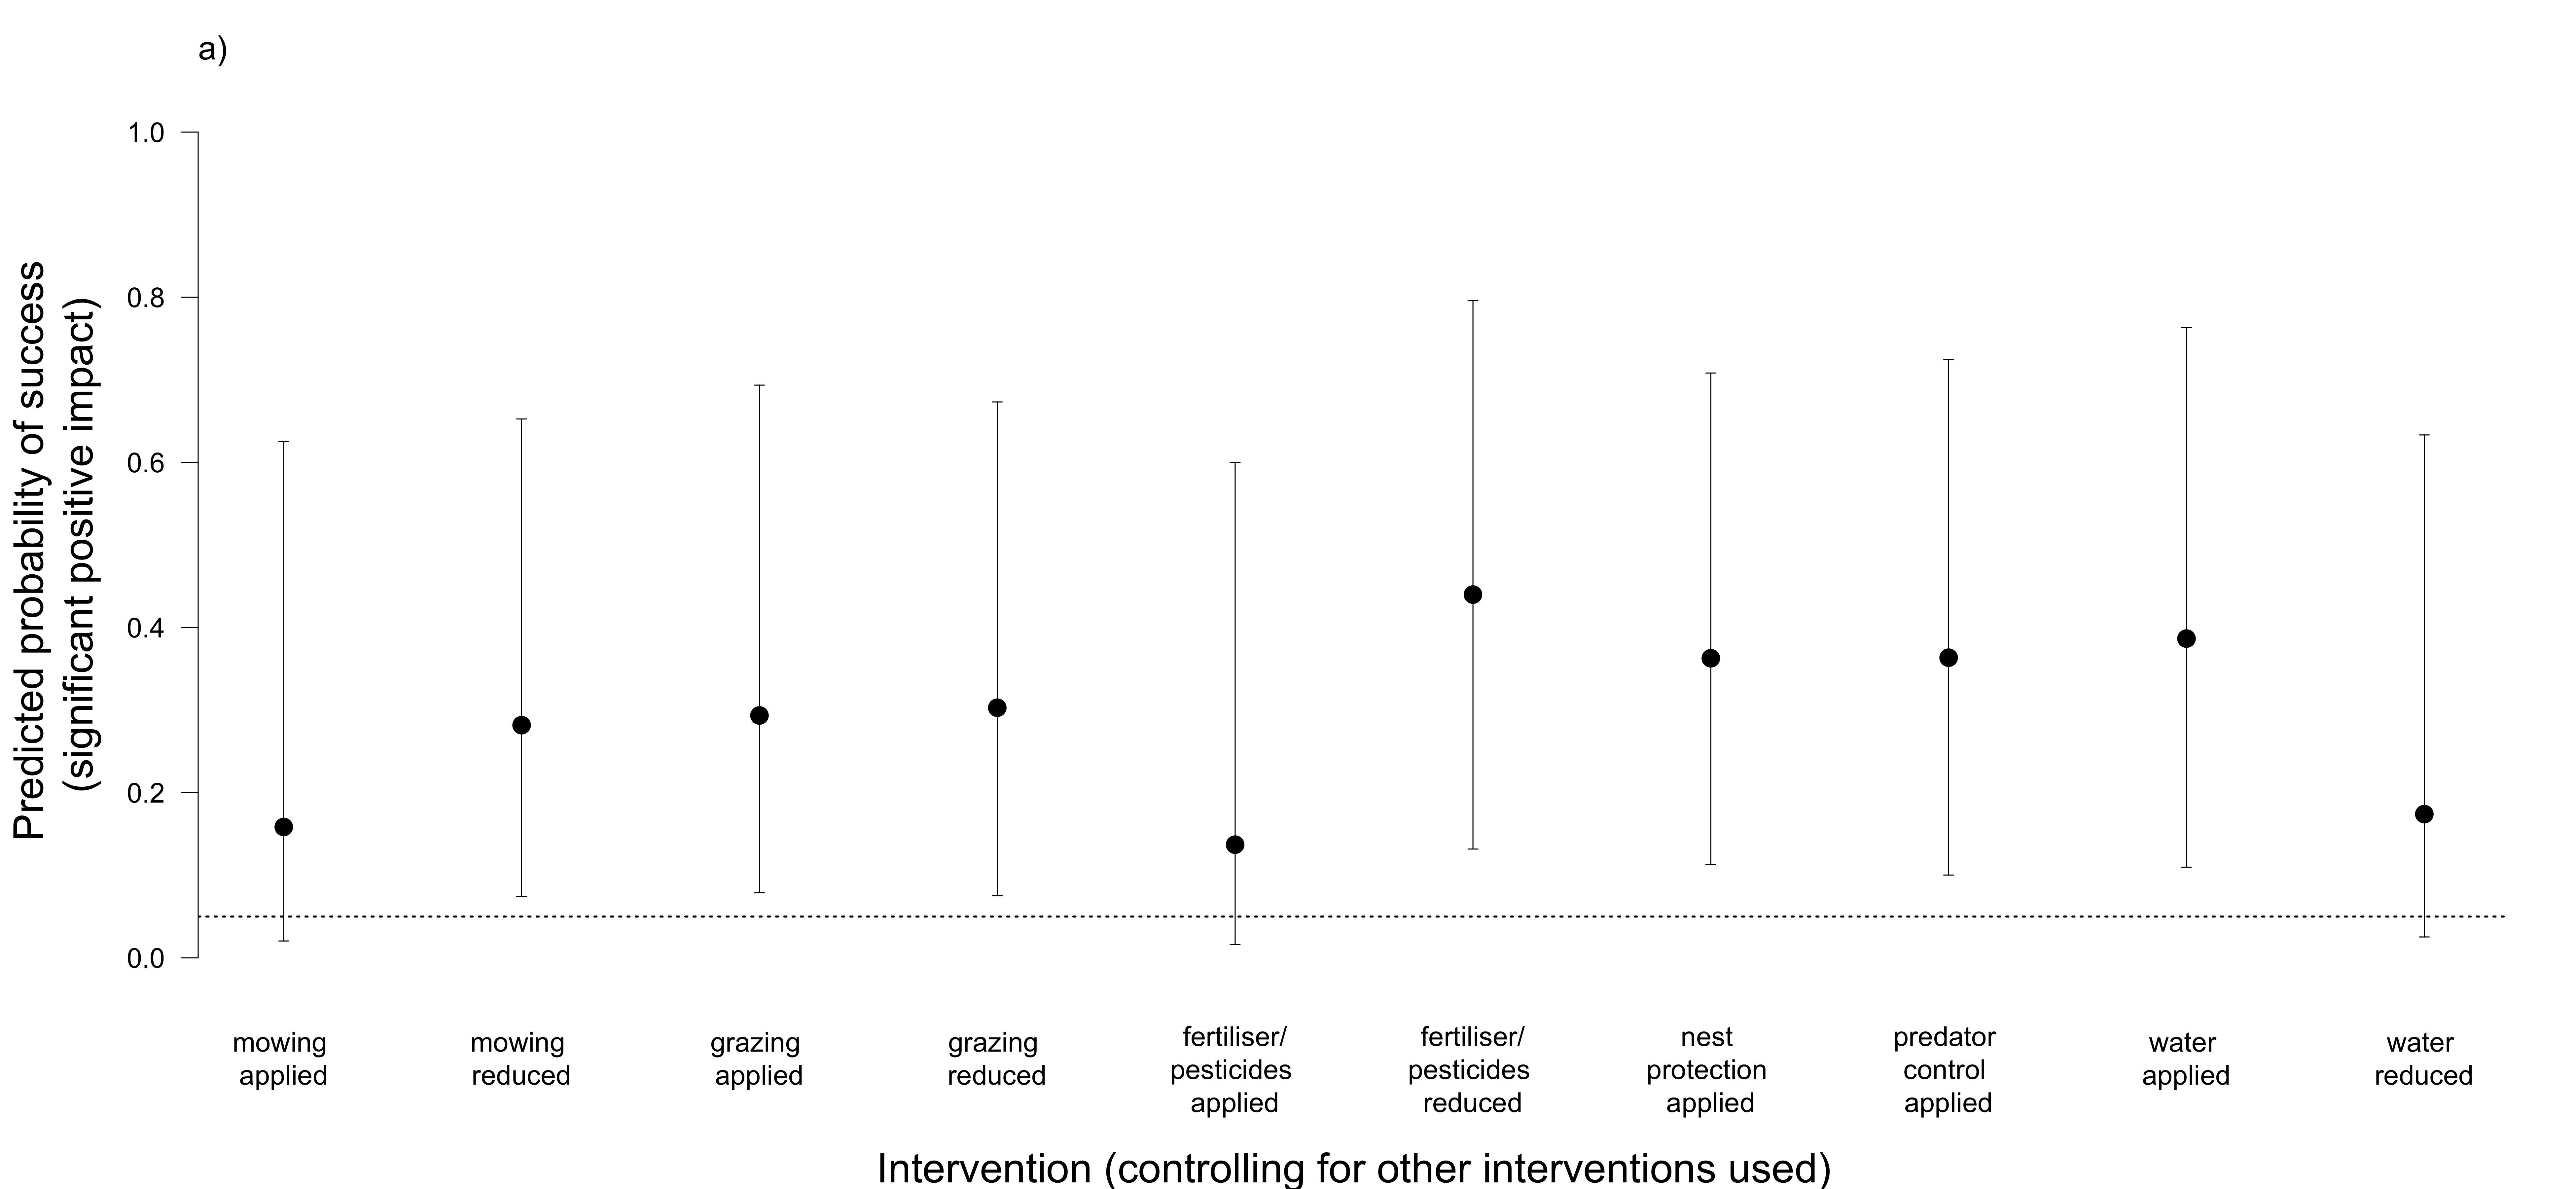 a)
Predicted probability of success
(significant positive impact)
1.0
0.8
0.6
0.4
0.2
0.0
mowing
applied
mowing
reduced
grazing
applied
grazing
reduced
fertiliser/
pesticides
applied
fertiliser/
pesticides
reduced
nest
protection
applied
predator
control
applied
water
applied
water
reduced
Intervention (controlling for other interventions used)